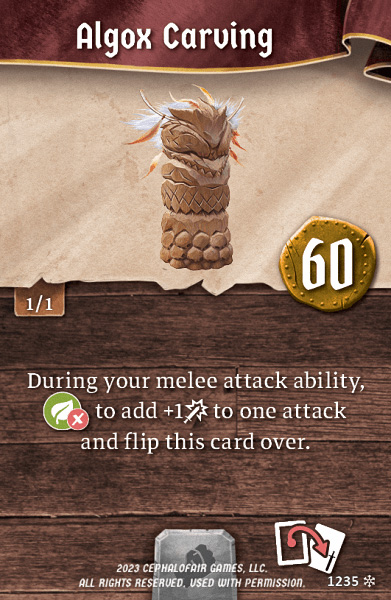 Algox Carving
60
1/1
During your melee attack ability,
to add +1 to one attack
and flip this card over.
2023 CEPHALOFAIR GAMES, LLC.
ALL RIGHTS RESERVED. USED WITH PERMISSION.
1235